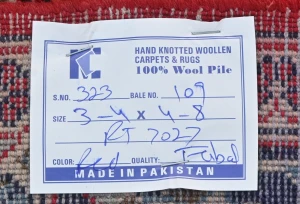 HAND KNOTTED WOOLLEN
CARPETS & RUGS
100% Wool Pile
S.NO. 323 BALE NO. 109
SIZE 3-4 x 4-8
RT 7027
COLOR: Red QUALITY:
MADE IN PAKISTAN